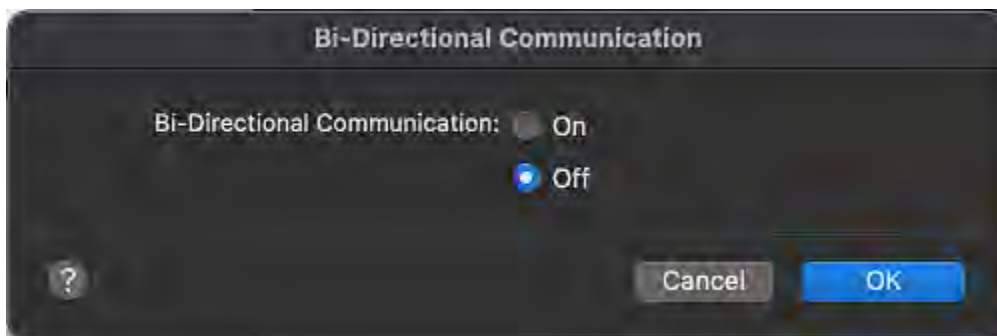 Bi-Directional Communication
Bi-Directional Communication: On
Off
?
Cancel OK